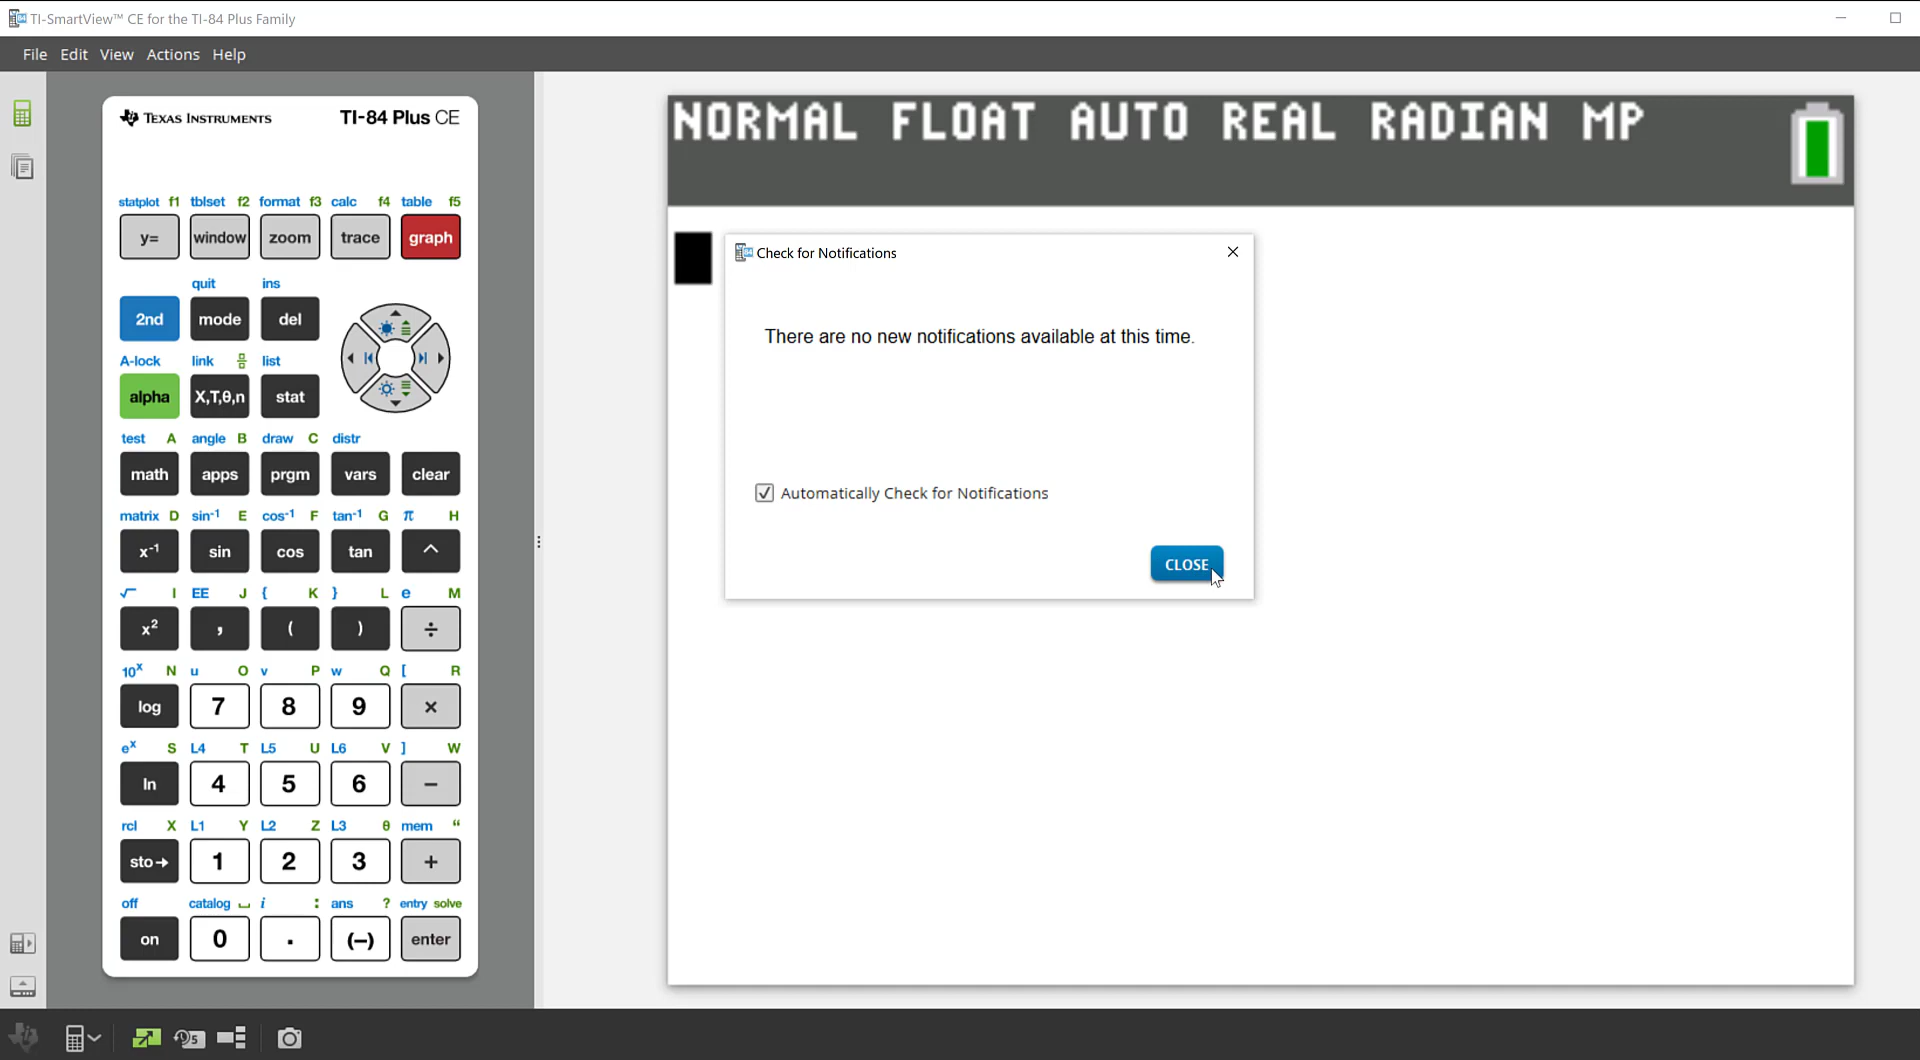 TI-SmartView™ CE for the TI-84 Plus Family
File Edit View Actions Help
TEXAS INSTRUMENTS TI-84 Plus CE
statplot f1 tblset f2 format f3 calc f4 table f5
y= window zoom trace graph
quit ins
2nd mode del
A-lock link list
alpha X,T,θ,n stat
test A angle B draw C distr
math apps prgm vars clear
matrix D sin⁻¹ E cos⁻¹ F tan⁻¹ G π H
x⁻¹ sin cos tan ^
√ I EE J { K } L e M
x² , ( ) ÷
10ˣ N u O v P w Q [ R
log 7 8 9 ×
eˣ S L4 T L5 U L6 V ] W
ln 4 5 6 −
rcl X L1 Y L2 Z L3 θ mem “
sto→ 1 2 3 +
off catalog ⎵ i : ans ? entry solve
on 0 . (−) enter
NORMAL FLOAT AUTO REAL RADIAN MP
Check for Notifications
There are no new notifications available at this time.
Automatically Check for Notifications
CLOSE